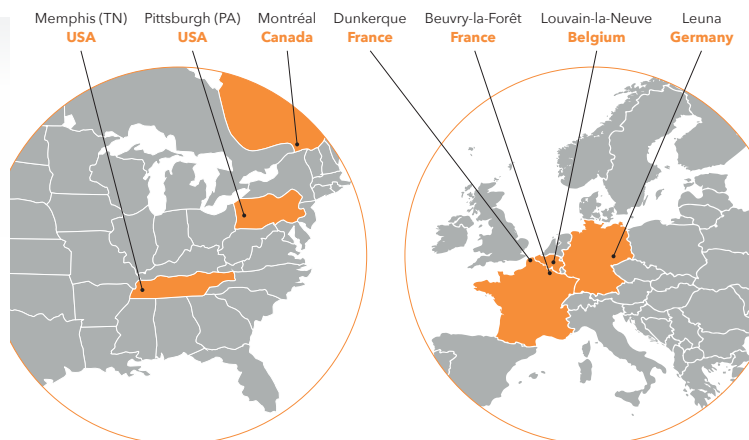 Memphis (TN)
USA
Pittsburgh (PA)
USA
Montréal
Canada
Dunkerque
France
Beuvry-la-Forêt
France
Louvain-la-Neuve
Belgium
Leuna
Germany